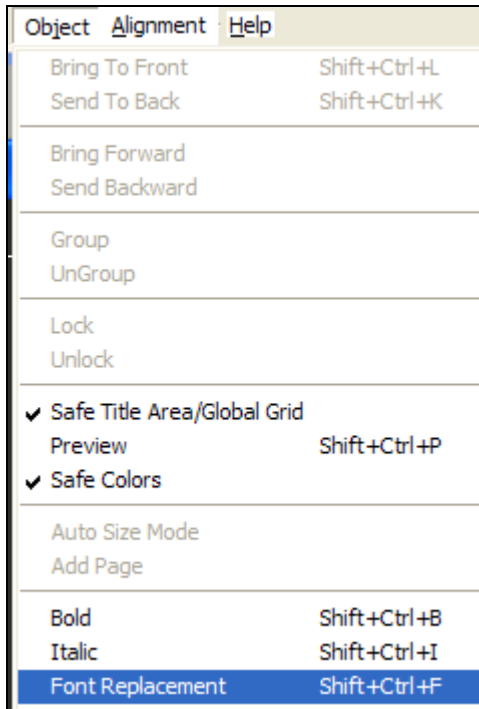 Object Alignment Help
Bring To Front Shift+Ctrl+L
Send To Back Shift+Ctrl+K
Bring Forward
Send Backward
Group
UnGroup
Lock
Unlock
Safe Title Area/Global Grid
Preview Shift+Ctrl+P
Safe Colors
Auto Size Mode
Add Page
Bold Shift+Ctrl+B
Italic Shift+Ctrl+I
Font Replacement Shift+Ctrl+F